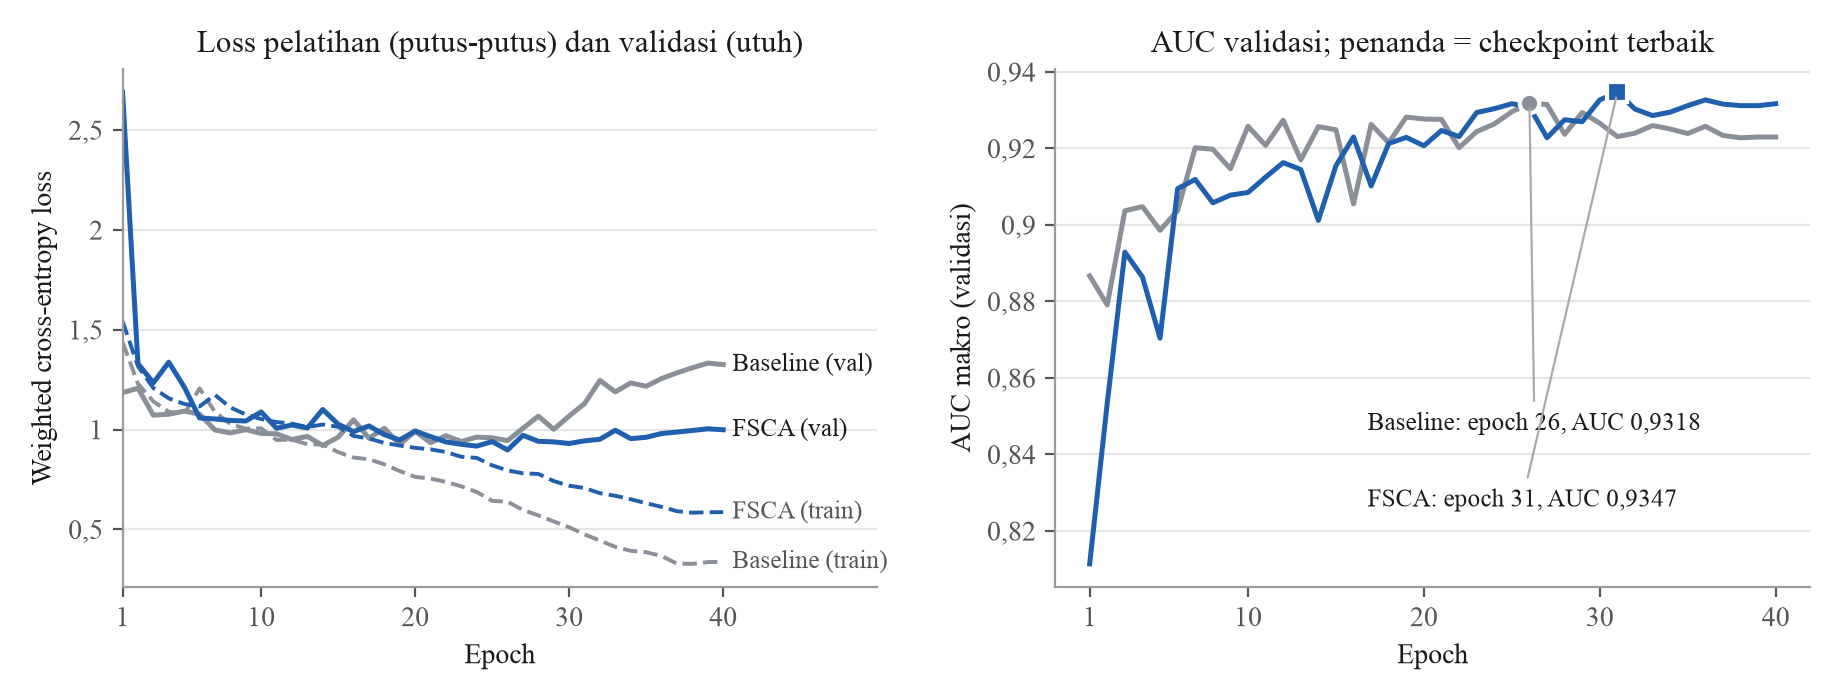 Loss pelatihan (putus-putus) dan validasi (utuh)
Weighted cross-entropy loss
2,5
2
1,5
1
0,5
Baseline (val)
FSCA (val)
FSCA (train)
Baseline (train)
1
10
20
30
40
Epoch
AUC validasi; penanda = checkpoint terbaik
AUC makro (validasi)
0,94
0,92
0,9
0,88
0,86
0,84
0,82
Baseline: epoch 26, AUC 0,9318
FSCA: epoch 31, AUC 0,9347
1
10
20
30
40
Epoch